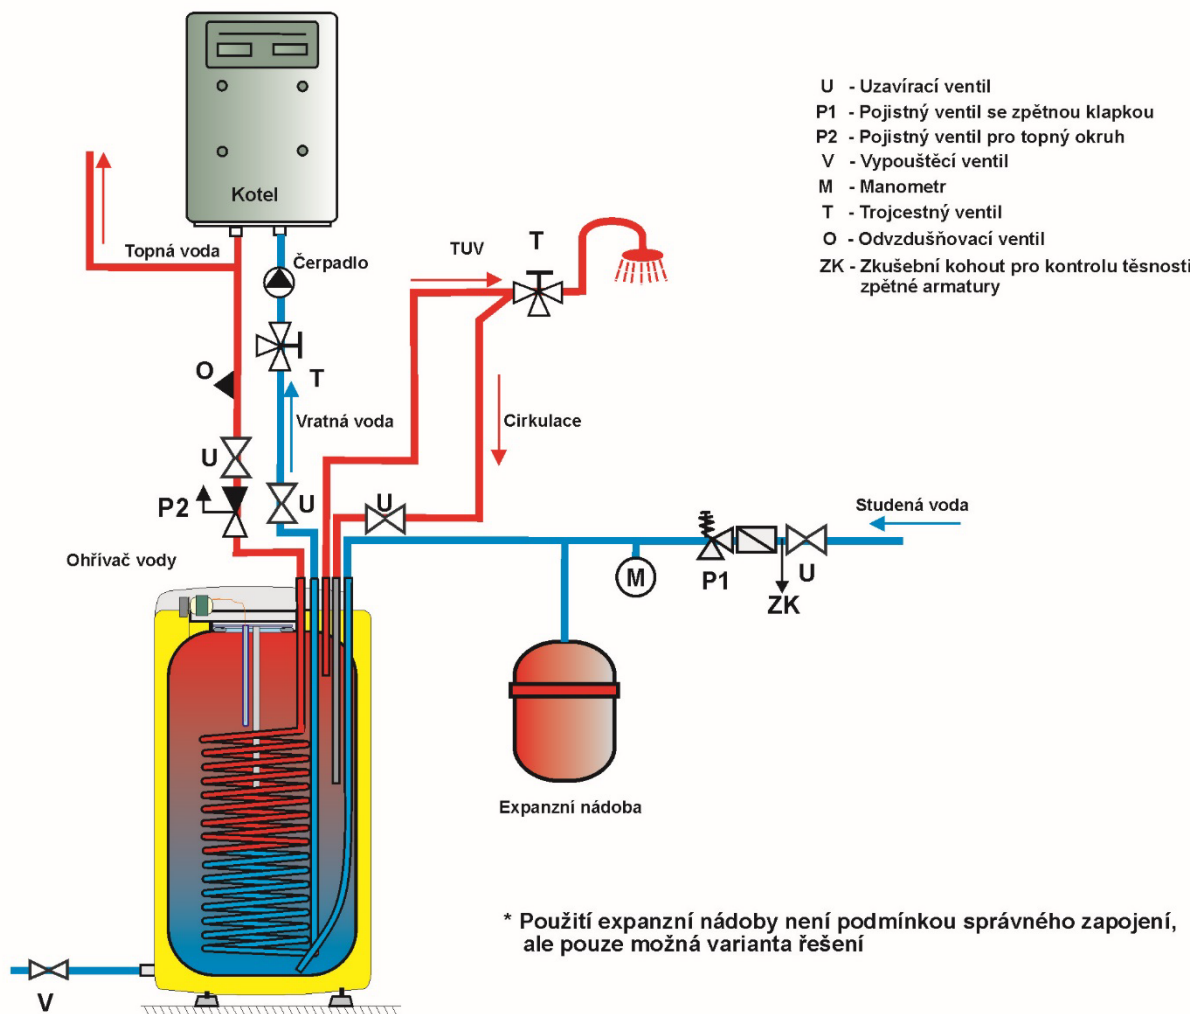 Kotel
Topná voda
Čerpadlo
TUV
T
U - Uzavírací ventil
P1 - Pojistný ventil se zpětnou klapkou
P2 - Pojistný ventil pro topný okruh
V - Vypouštěcí ventil
M - Manometr
T - Trojcestný ventil
O - Odvzdušňovací ventil
ZK - Zkušební kohout pro kontrolu těsnosti
zpětné armatury
O
T
Vratná voda
Cirkulace
U
P2
U
U
Studená voda
Ohřívač vody
M
P1
U
ZK
Expanzní nádoba
* Použití expanzní nádoby není podmínkou správného zapojení,
ale pouze možná varianta řešení
V